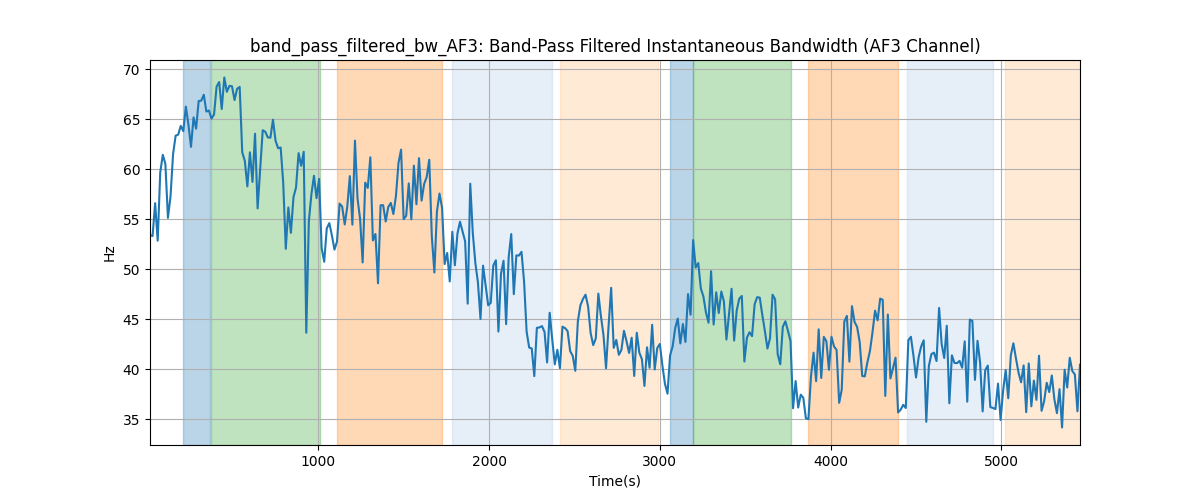 band_pass_filtered_bw_AF3: Band-Pass Filtered Instantaneous Bandwidth (AF3 Channel)
70
65
60
55
50
45
40
35
Hz
1000 2000 3000 4000 5000
Time(s)